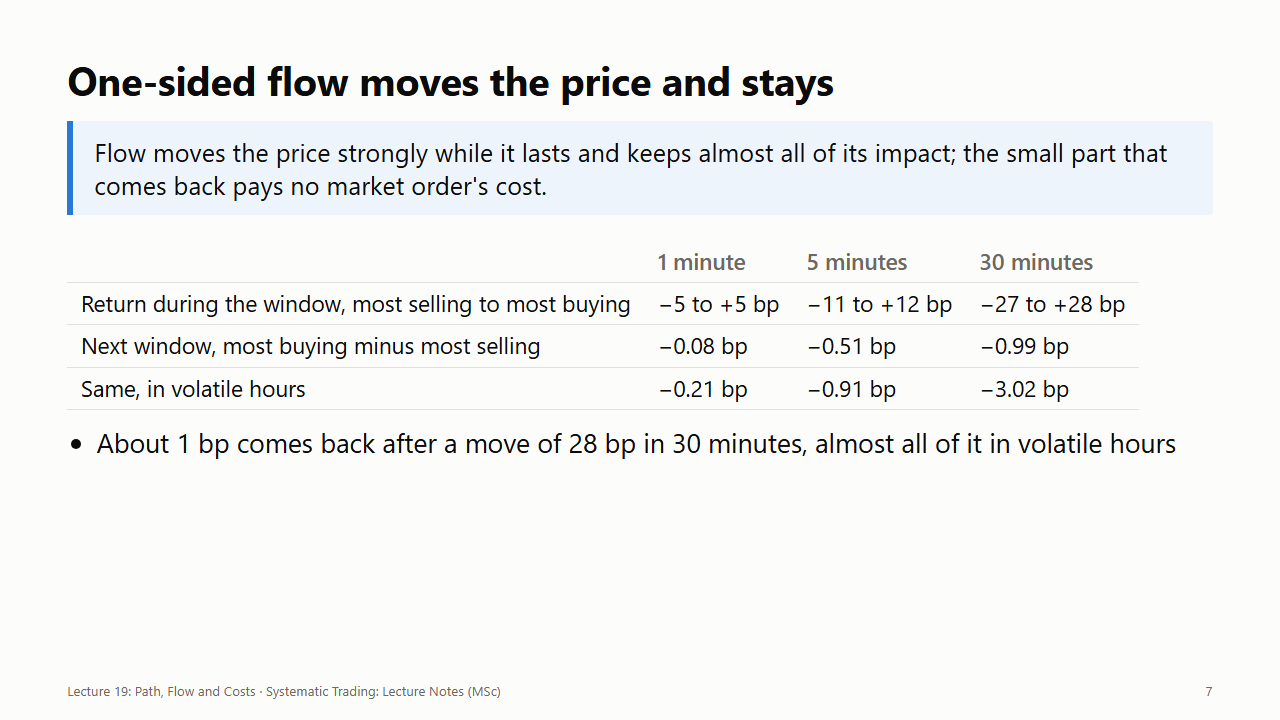 One-sided flow moves the price and stays
Flow moves the price strongly while it lasts and keeps almost all of its impact; the small part that
comes back pays no market order's cost.
1 minute 5 minutes 30 minutes
Return during the window, most selling to most buying −5 to +5 bp −11 to +12 bp −27 to +28 bp
Next window, most buying minus most selling −0.08 bp −0.51 bp −0.99 bp
Same, in volatile hours −0.21 bp −0.91 bp −3.02 bp
• About 1 bp comes back after a move of 28 bp in 30 minutes, almost all of it in volatile hours
Lecture 19: Path, Flow and Costs · Systematic Trading: Lecture Notes (MSc) 7